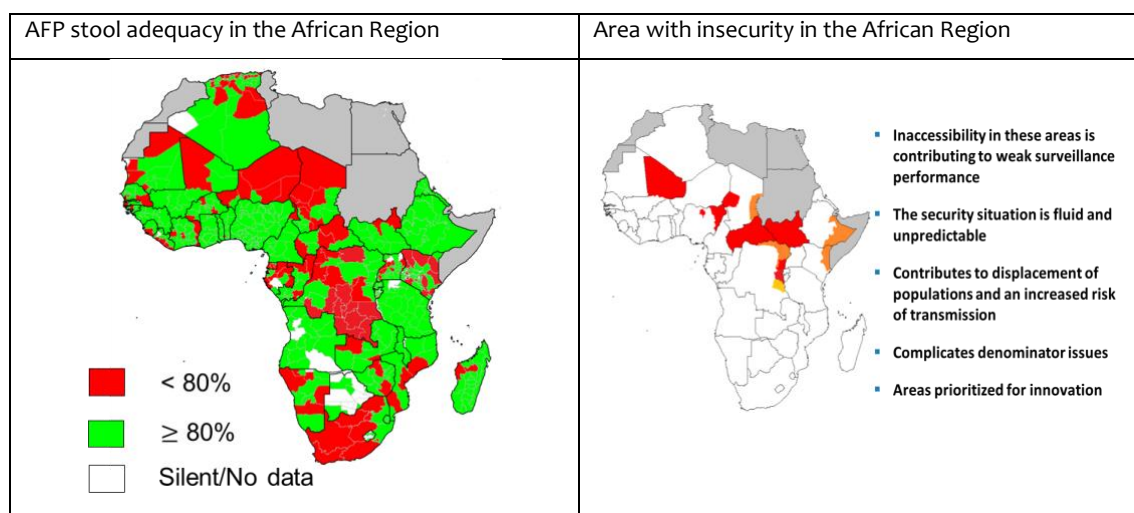 AFP stool adequacy in the African Region
Area with insecurity in the African Region
< 80%
≥ 80%
Silent/No data
▪ Inaccessibility in these areas is
contributing to weak surveillance
performance
▪ The security situation is fluid and
unpredictable
▪ Contributes to displacement of
populations and an increased risk
of transmission
▪ Complicates denominator issues
▪ Areas prioritized for innovation